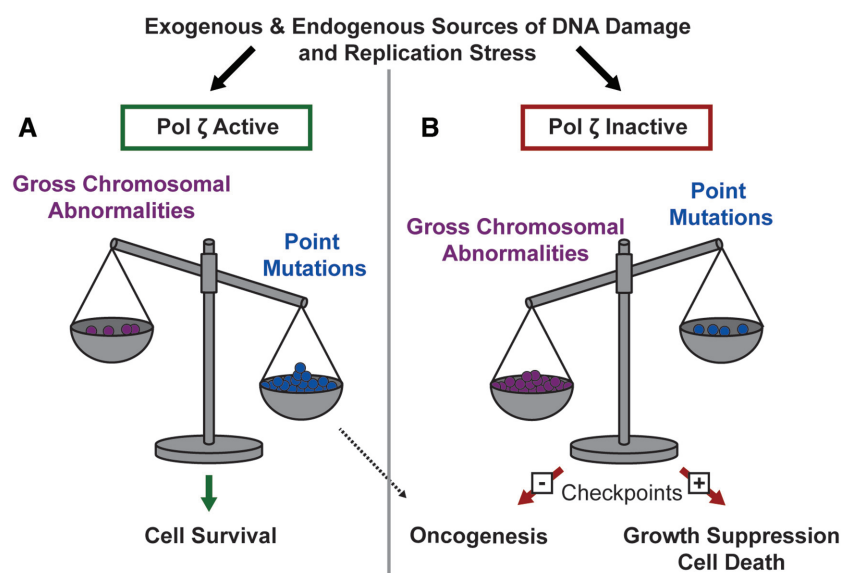 Exogenous & Endogenous Sources of DNA Damage
and Replication Stress
A
Pol ζ Active
Gross Chromosomal
Abnormalities
Point
Mutations
Cell Survival
B
Pol ζ Inactive
Gross Chromosomal
Abnormalities
Point
Mutations
- Checkpoints +
Oncogenesis
Growth Suppression
Cell Death